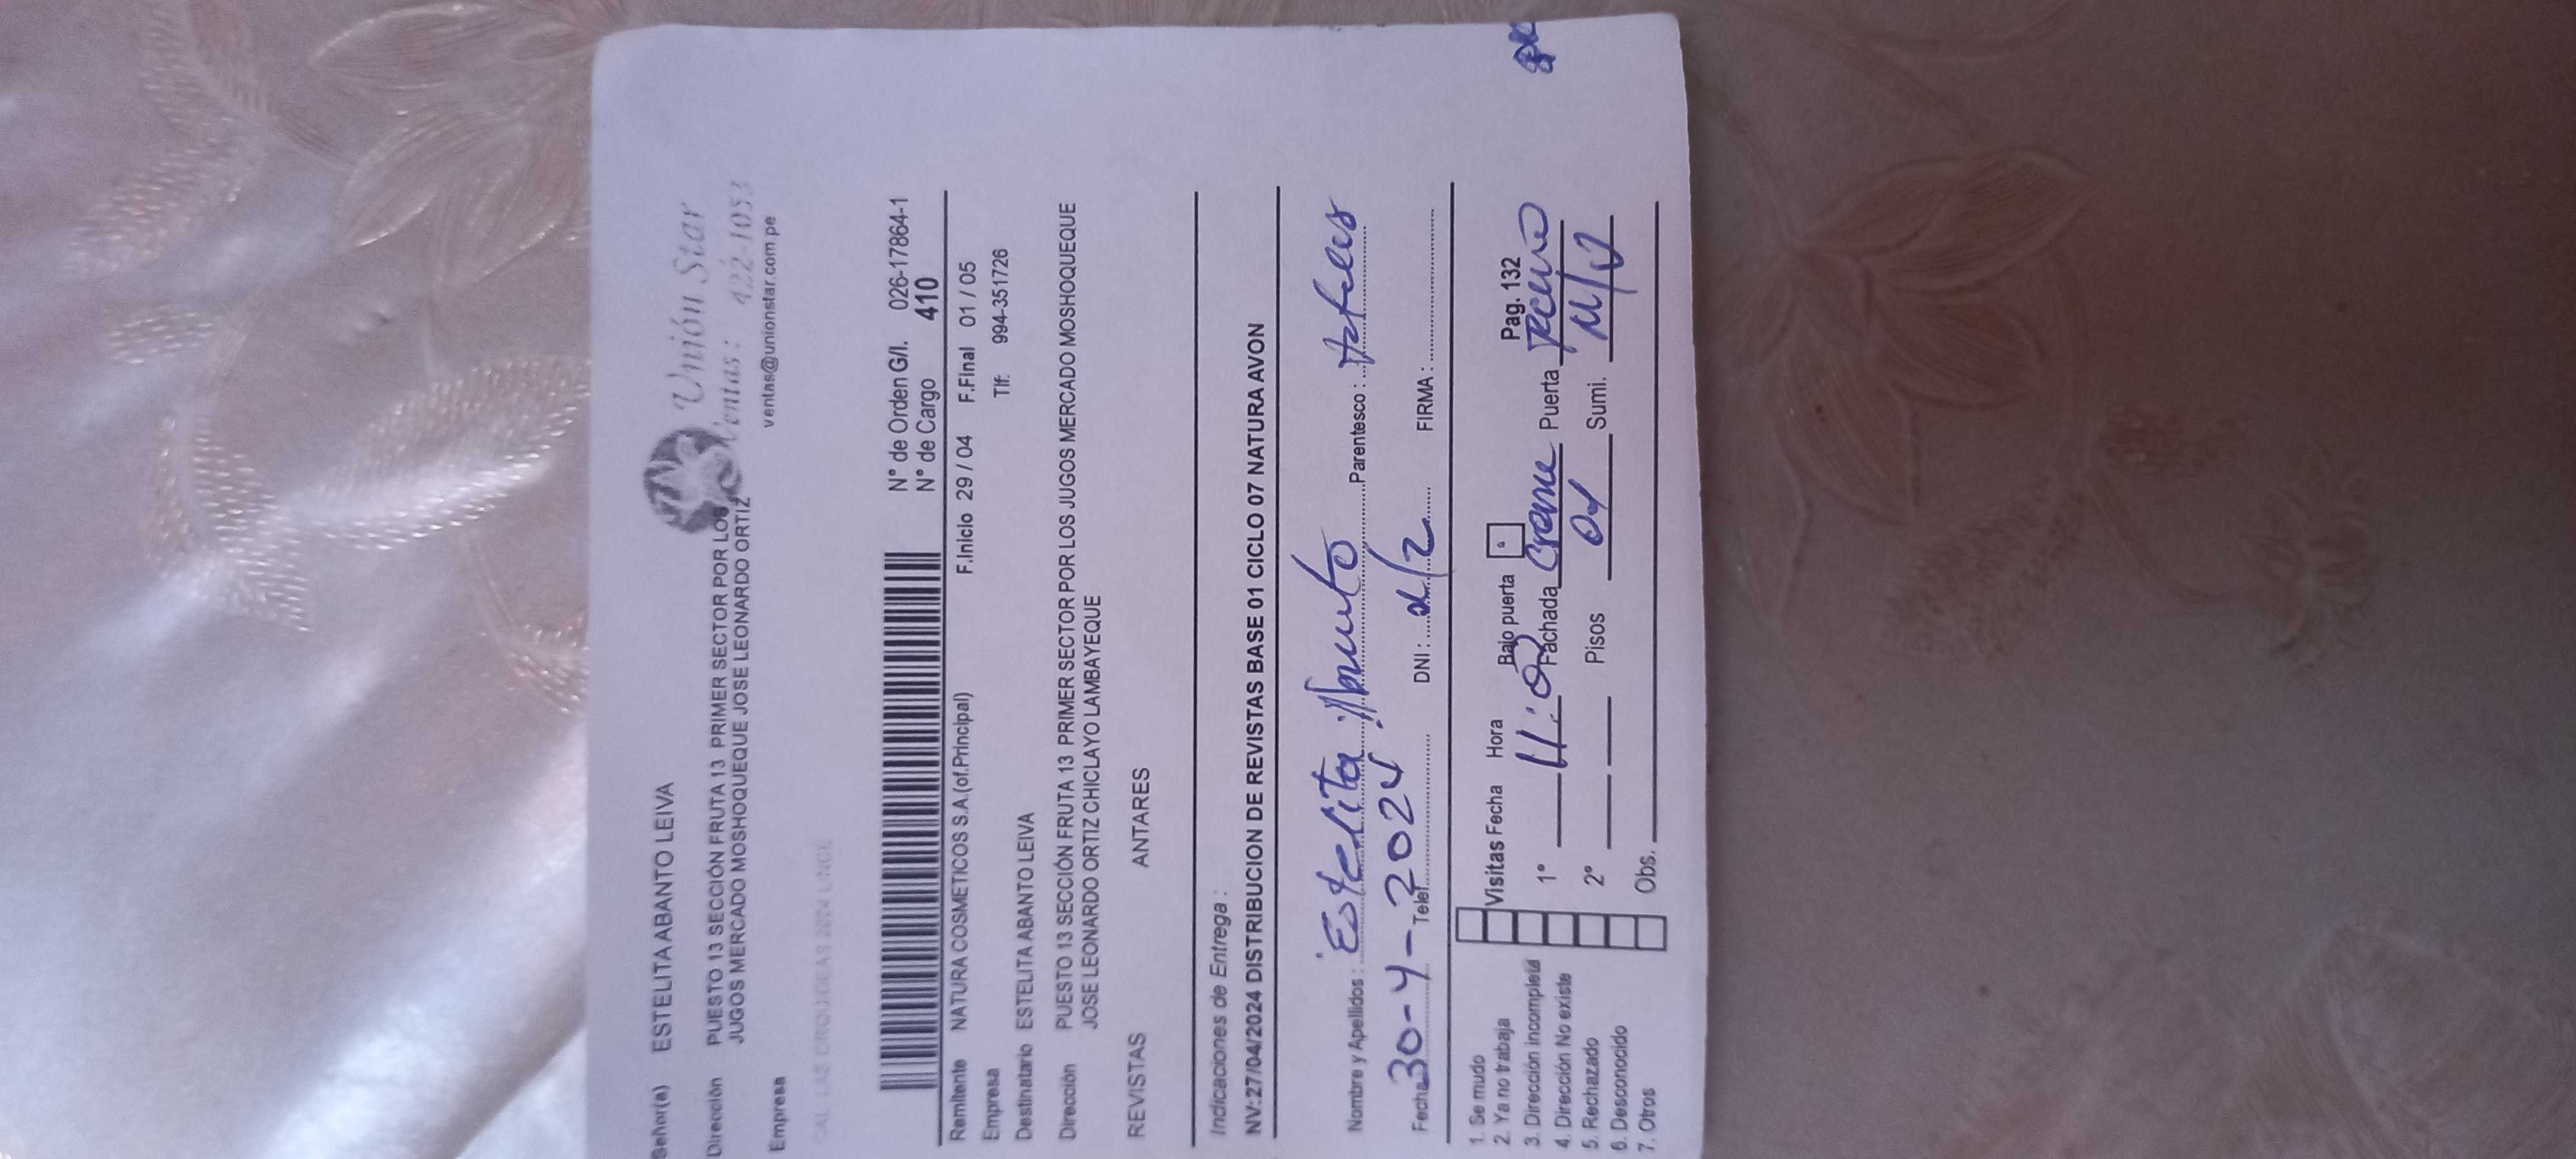 Señor(a) ESTELITA ABANTO LEIVA
Unión Star
Ventas: 422-1053
ventas@unionstar.com.pe
Dirección PUESTO 13 SECCIÓN FRUTA 13 PRIMER SECTOR POR LOS
JUGOS MERCADO MOSHOQUEQUE JOSE LEONARDO ORTIZ
Empresa
N° de Orden G/I. 026-17864-1
N° de Cargo 410
Remitente NATURA COSMETICOS S.A.(of.Principal) F.Inicio 29 / 04 F.Final 01 / 05
Empresa Tlf: 994-351726
Destinatario ESTELITA ABANTO LEIVA
Dirección PUESTO 13 SECCIÓN FRUTA 13 PRIMER SECTOR POR LOS JUGOS MERCADO MOSHOQUEQUE
JOSE LEONARDO ORTIZ CHICLAYO LAMBAYEQUE
REVISTAS ANTARES
Indicaciones de Entrega :
NV:27/04/2024 DISTRIBUCION DE REVISTAS BASE 01 CICLO 07 NATURA AVON
Nombre y Apellidos : Estelita Abanto Parentesco :
Fecha 30-4-2024 Telef. DNI : FIRMA :
1. Se mudo
2. Ya no trabaja
3. Dirección incompleta
4. Dirección No existe
5. Rechazado
6. Desconocido
7. Otros
Visitas Fecha Hora Bajo puerta Pag. 132
1° 11:00 Fachada Creme Puerta
2° Pisos 01 Sumi.
Obs.